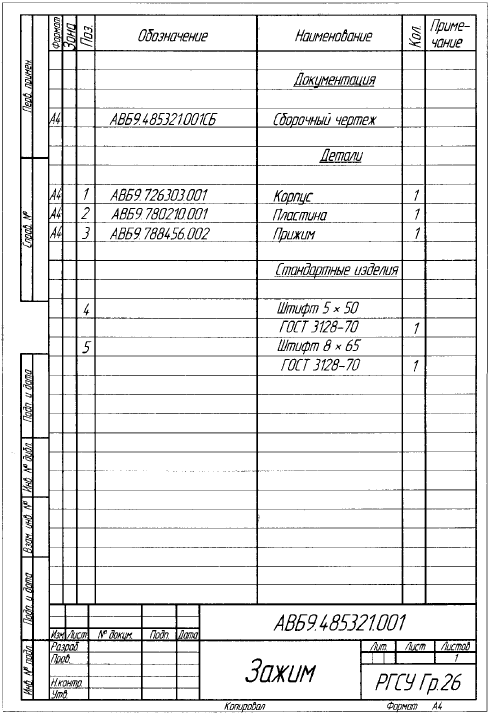 Формат Зона Поз. Обозначение Наименование Кол. Приме-
чание
Документация
А4 АВБ9.485321.001СБ Сборочный чертеж
Детали
А4 1 АВБ9.726303.001 Корпус 1
А4 2 АВБ9.780210.001 Пластина 1
А4 3 АВБ9.788456.002 Прижим 1
Стандартные изделия
4 Штифт 5 × 50
ГОСТ 3128-70 1
5 Штифт 8 × 65
ГОСТ 3128-70 1
Перв. примен.
Справ. №
Подп. и дата
Инв. № дубл.
Взам. инв. №
Подп. и дата
Инв. № подл.
АВБ9.485321.001
Изм Лист № докум. Подп. Дата
Разраб
Пров.
Н.контр.
Утв.
Зажим
Лит. Лист Листов
1
РГСУ Гр.26
Копировал Формат А4